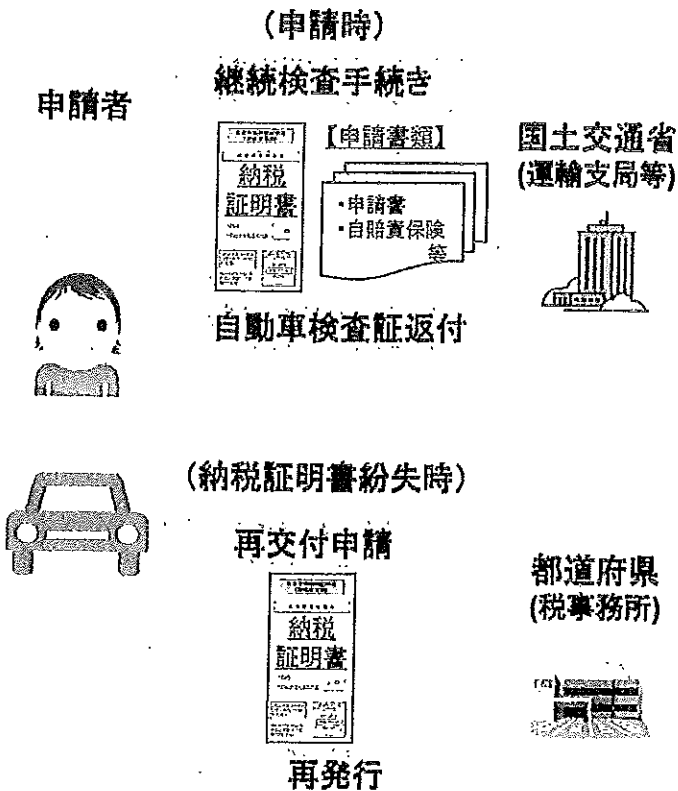 (申請時)
継続検査手続き
申請者
納税
証明書
【申請書類】
・申請書
・自賠責保険
等
国土交通省
(運輸支局等)
自動車検査証返付
(納税証明書紛失時)
再交付申請
納税
証明書
都道府県
(税事務所)
再発行